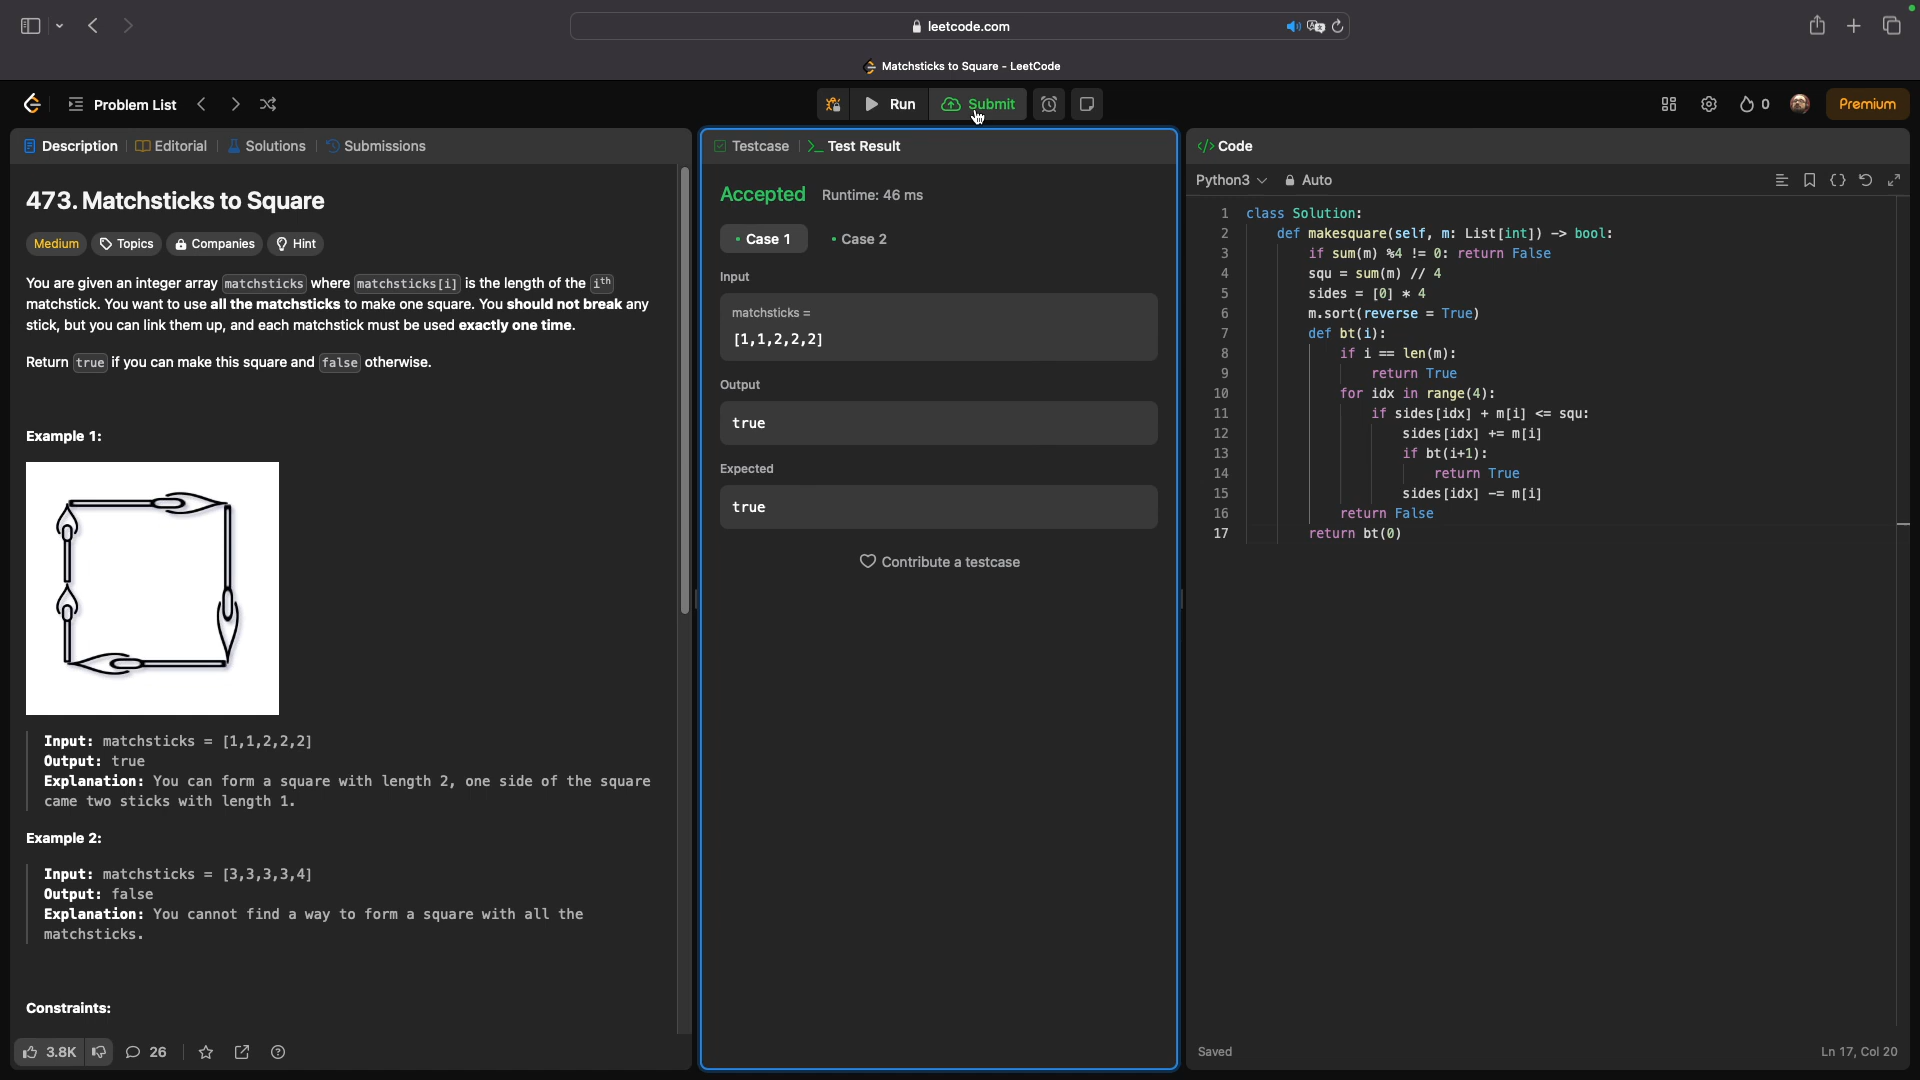 leetcode.com
Matchsticks to Square - LeetCode
Problem List
Run
Submit
0
Premium
Description
Editorial
Solutions
Submissions
473. Matchsticks to Square
Medium
Topics
Companies
Hint
You are given an integer array matchsticks where matchsticks[i] is the length of the ith
matchstick. You want to use all the matchsticks to make one square. You should not break any
stick, but you can link them up, and each matchstick must be used exactly one time.
Return true if you can make this square and false otherwise.
Example 1:
Input: matchsticks = [1,1,2,2,2]
Output: true
Explanation: You can form a square with length 2, one side of the square
came two sticks with length 1.
Example 2:
Input: matchsticks = [3,3,3,3,4]
Output: false
Explanation: You cannot find a way to form a square with all the
matchsticks.
Constraints:
3.8K
26
Testcase
>_ Test Result
Accepted Runtime: 46 ms
Case 1
Case 2
Input
matchsticks =
[1,1,2,2,2]
Output
true
Expected
true
Contribute a testcase
</> Code
Python3
Auto
1 class Solution:
2 def makesquare(self, m: List[int]) -> bool:
3 if sum(m) %4 != 0: return False
4 squ = sum(m) // 4
5 sides = [0] * 4
6 m.sort(reverse = True)
7 def bt(i):
8 if i == len(m):
9 return True
10 for idx in range(4):
11 if sides[idx] + m[i] <= squ:
12 sides[idx] += m[i]
13 if bt(i+1):
14 return True
15 sides[idx] -= m[i]
16 return False
17 return bt(0)
Saved
Ln 17, Col 20